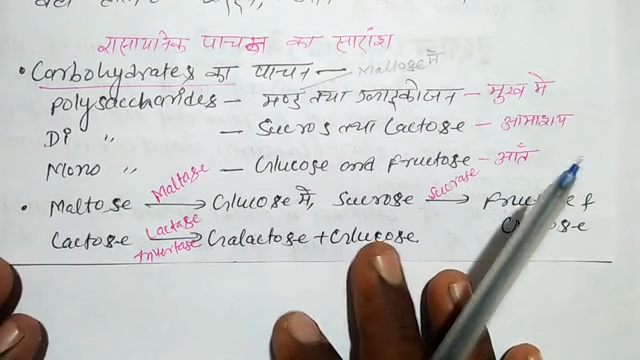 रासायनिक पाचन का सारांश
• Carbohydrates का पाचन — Maltose में
Polysaccharides - मण्ड तथा ग्लाइकोजन - मुख मे
Di " - Sucros तथा Lactose - आमाशय
Mono " - Glucose and fructose - आँत
• Maltose Maltase → Glucose में, Sucrose Sucrase →
Lactose Lactase Invertase → Galactose + Glucose